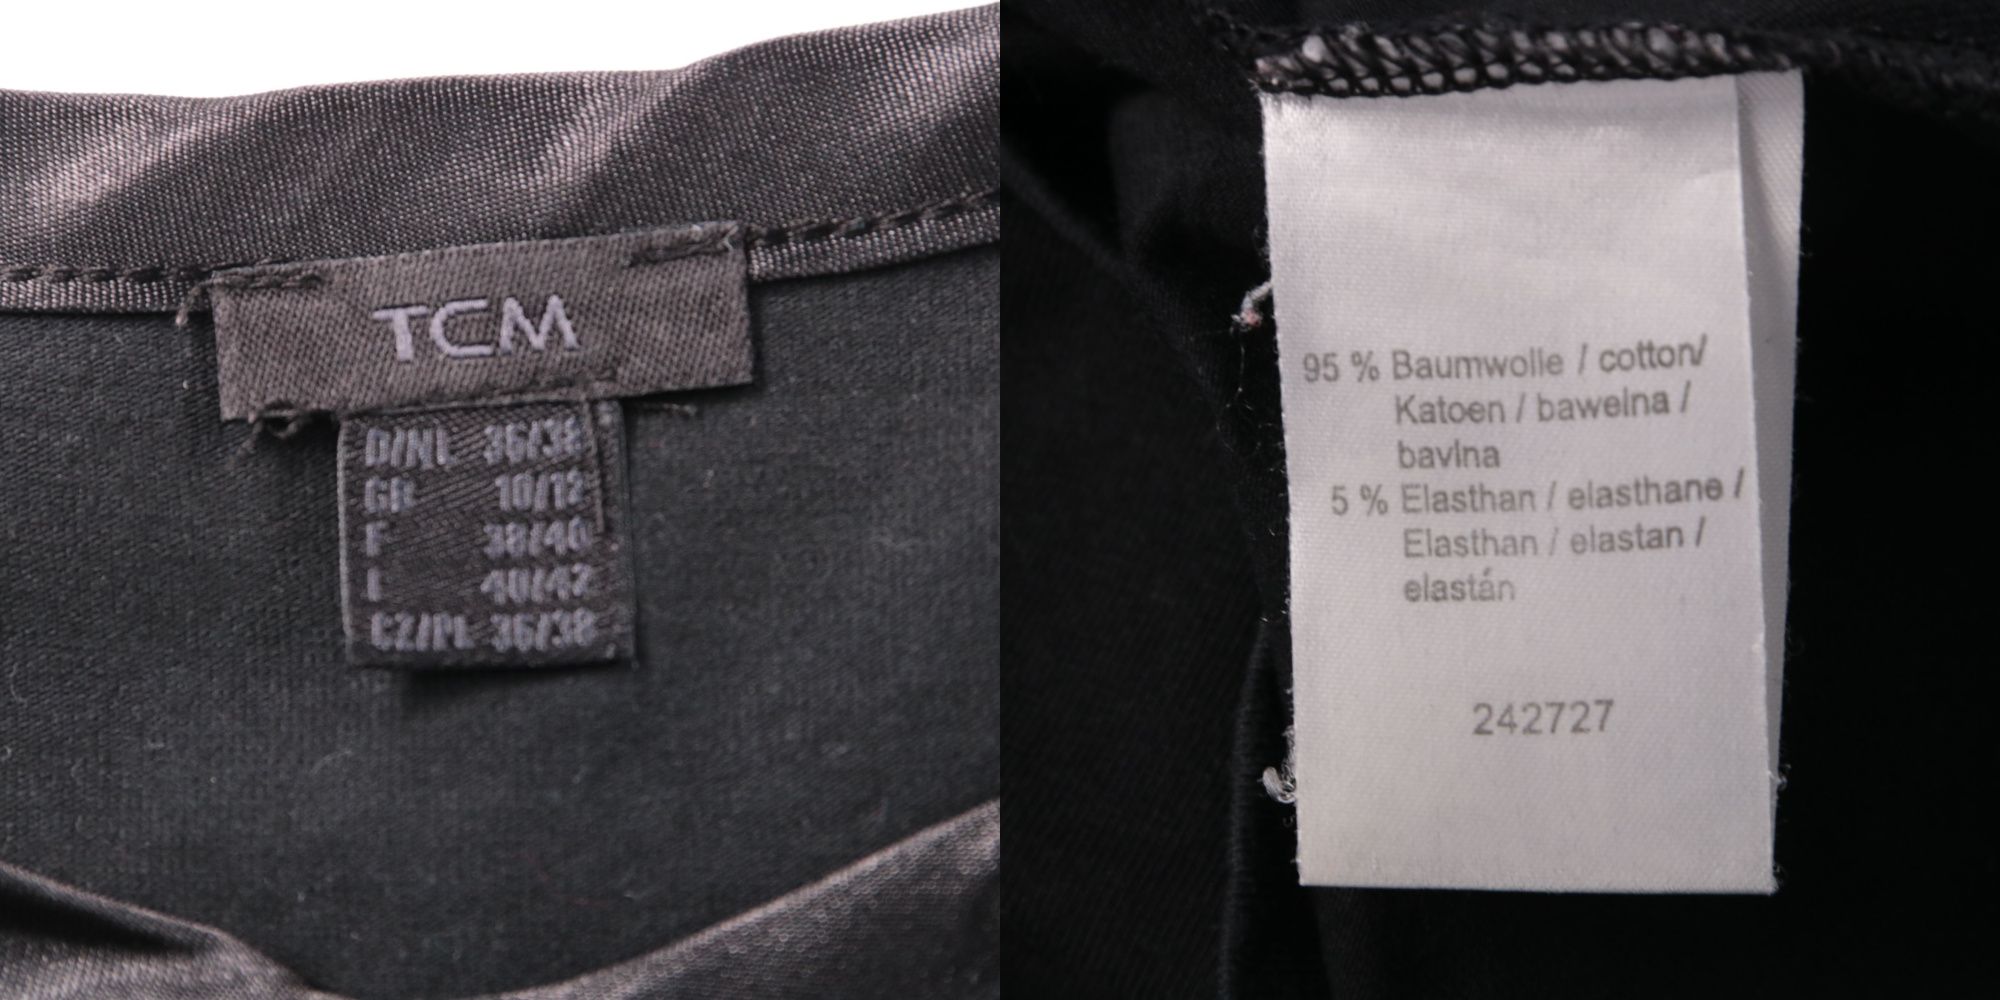 TCM
D/NL 36/38
GB 10/12
F 38/40
I 40/42
CZ/PL 36/38
95 % Baumwolle / cotton/
Katoen / bawelna /
bavlna
5 % Elasthan / elasthane /
Elasthan / elastan /
elastán
242727